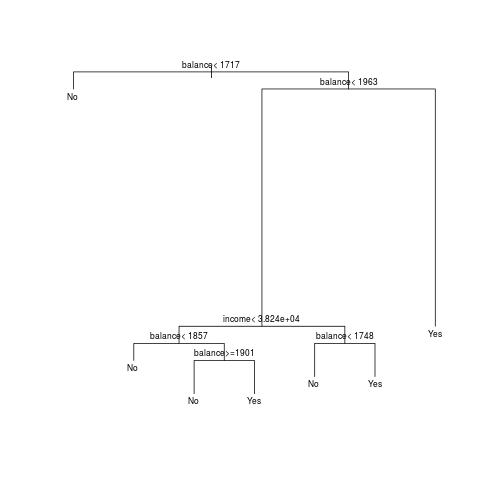 balance< 1717
balance< 1963
No
income< 3.824e+04
Yes
balance< 1857
balance< 1748
balance>=1901
No
No
Yes
No
Yes